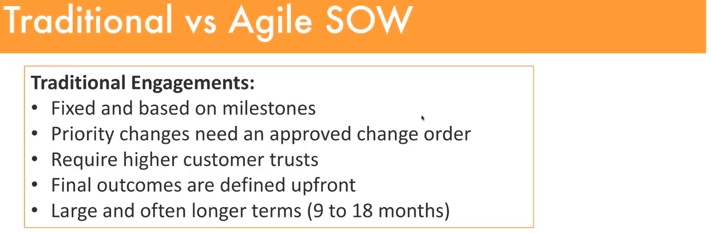 Traditional vs Agile SOW
Traditional Engagements:
• Fixed and based on milestones
• Priority changes need an approved change order
• Require higher customer trusts
• Final outcomes are defined upfront
• Large and often longer terms (9 to 18 months)